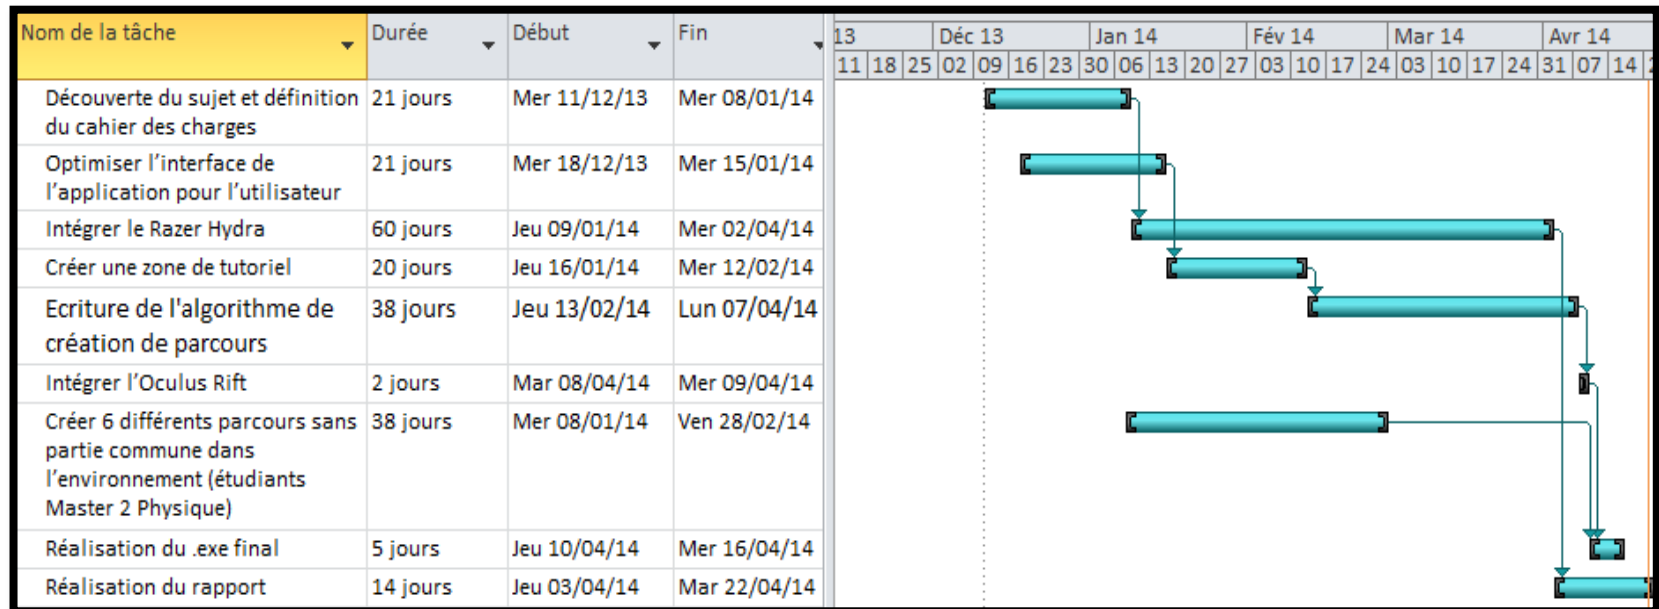 Nom de la tâche Durée Début Fin
13 Déc 13 Jan 14 Fév 14 Mar 14 Avr 14
11 18 25 02 09 16 23 30 06 13 20 27 03 10 17 24 03 10 17 24 31 07 14
Découverte du sujet et définition 21 jours Mer 11/12/13 Mer 08/01/14
du cahier des charges
Optimiser l’interface de 21 jours Mer 18/12/13 Mer 15/01/14
l’application pour l’utilisateur
Intégrer le Razer Hydra 60 jours Jeu 09/01/14 Mer 02/04/14
Créer une zone de tutoriel 20 jours Jeu 16/01/14 Mer 12/02/14
Ecriture de l'algorithme de 38 jours Jeu 13/02/14 Lun 07/04/14
création de parcours
Intégrer l’Oculus Rift 2 jours Mar 08/04/14 Mer 09/04/14
Créer 6 différents parcours sans 38 jours Mer 08/01/14 Ven 28/02/14
partie commune dans
l’environnement (étudiants
Master 2 Physique)
Réalisation du .exe final 5 jours Jeu 10/04/14 Mer 16/04/14
Réalisation du rapport 14 jours Jeu 03/04/14 Mar 22/04/14